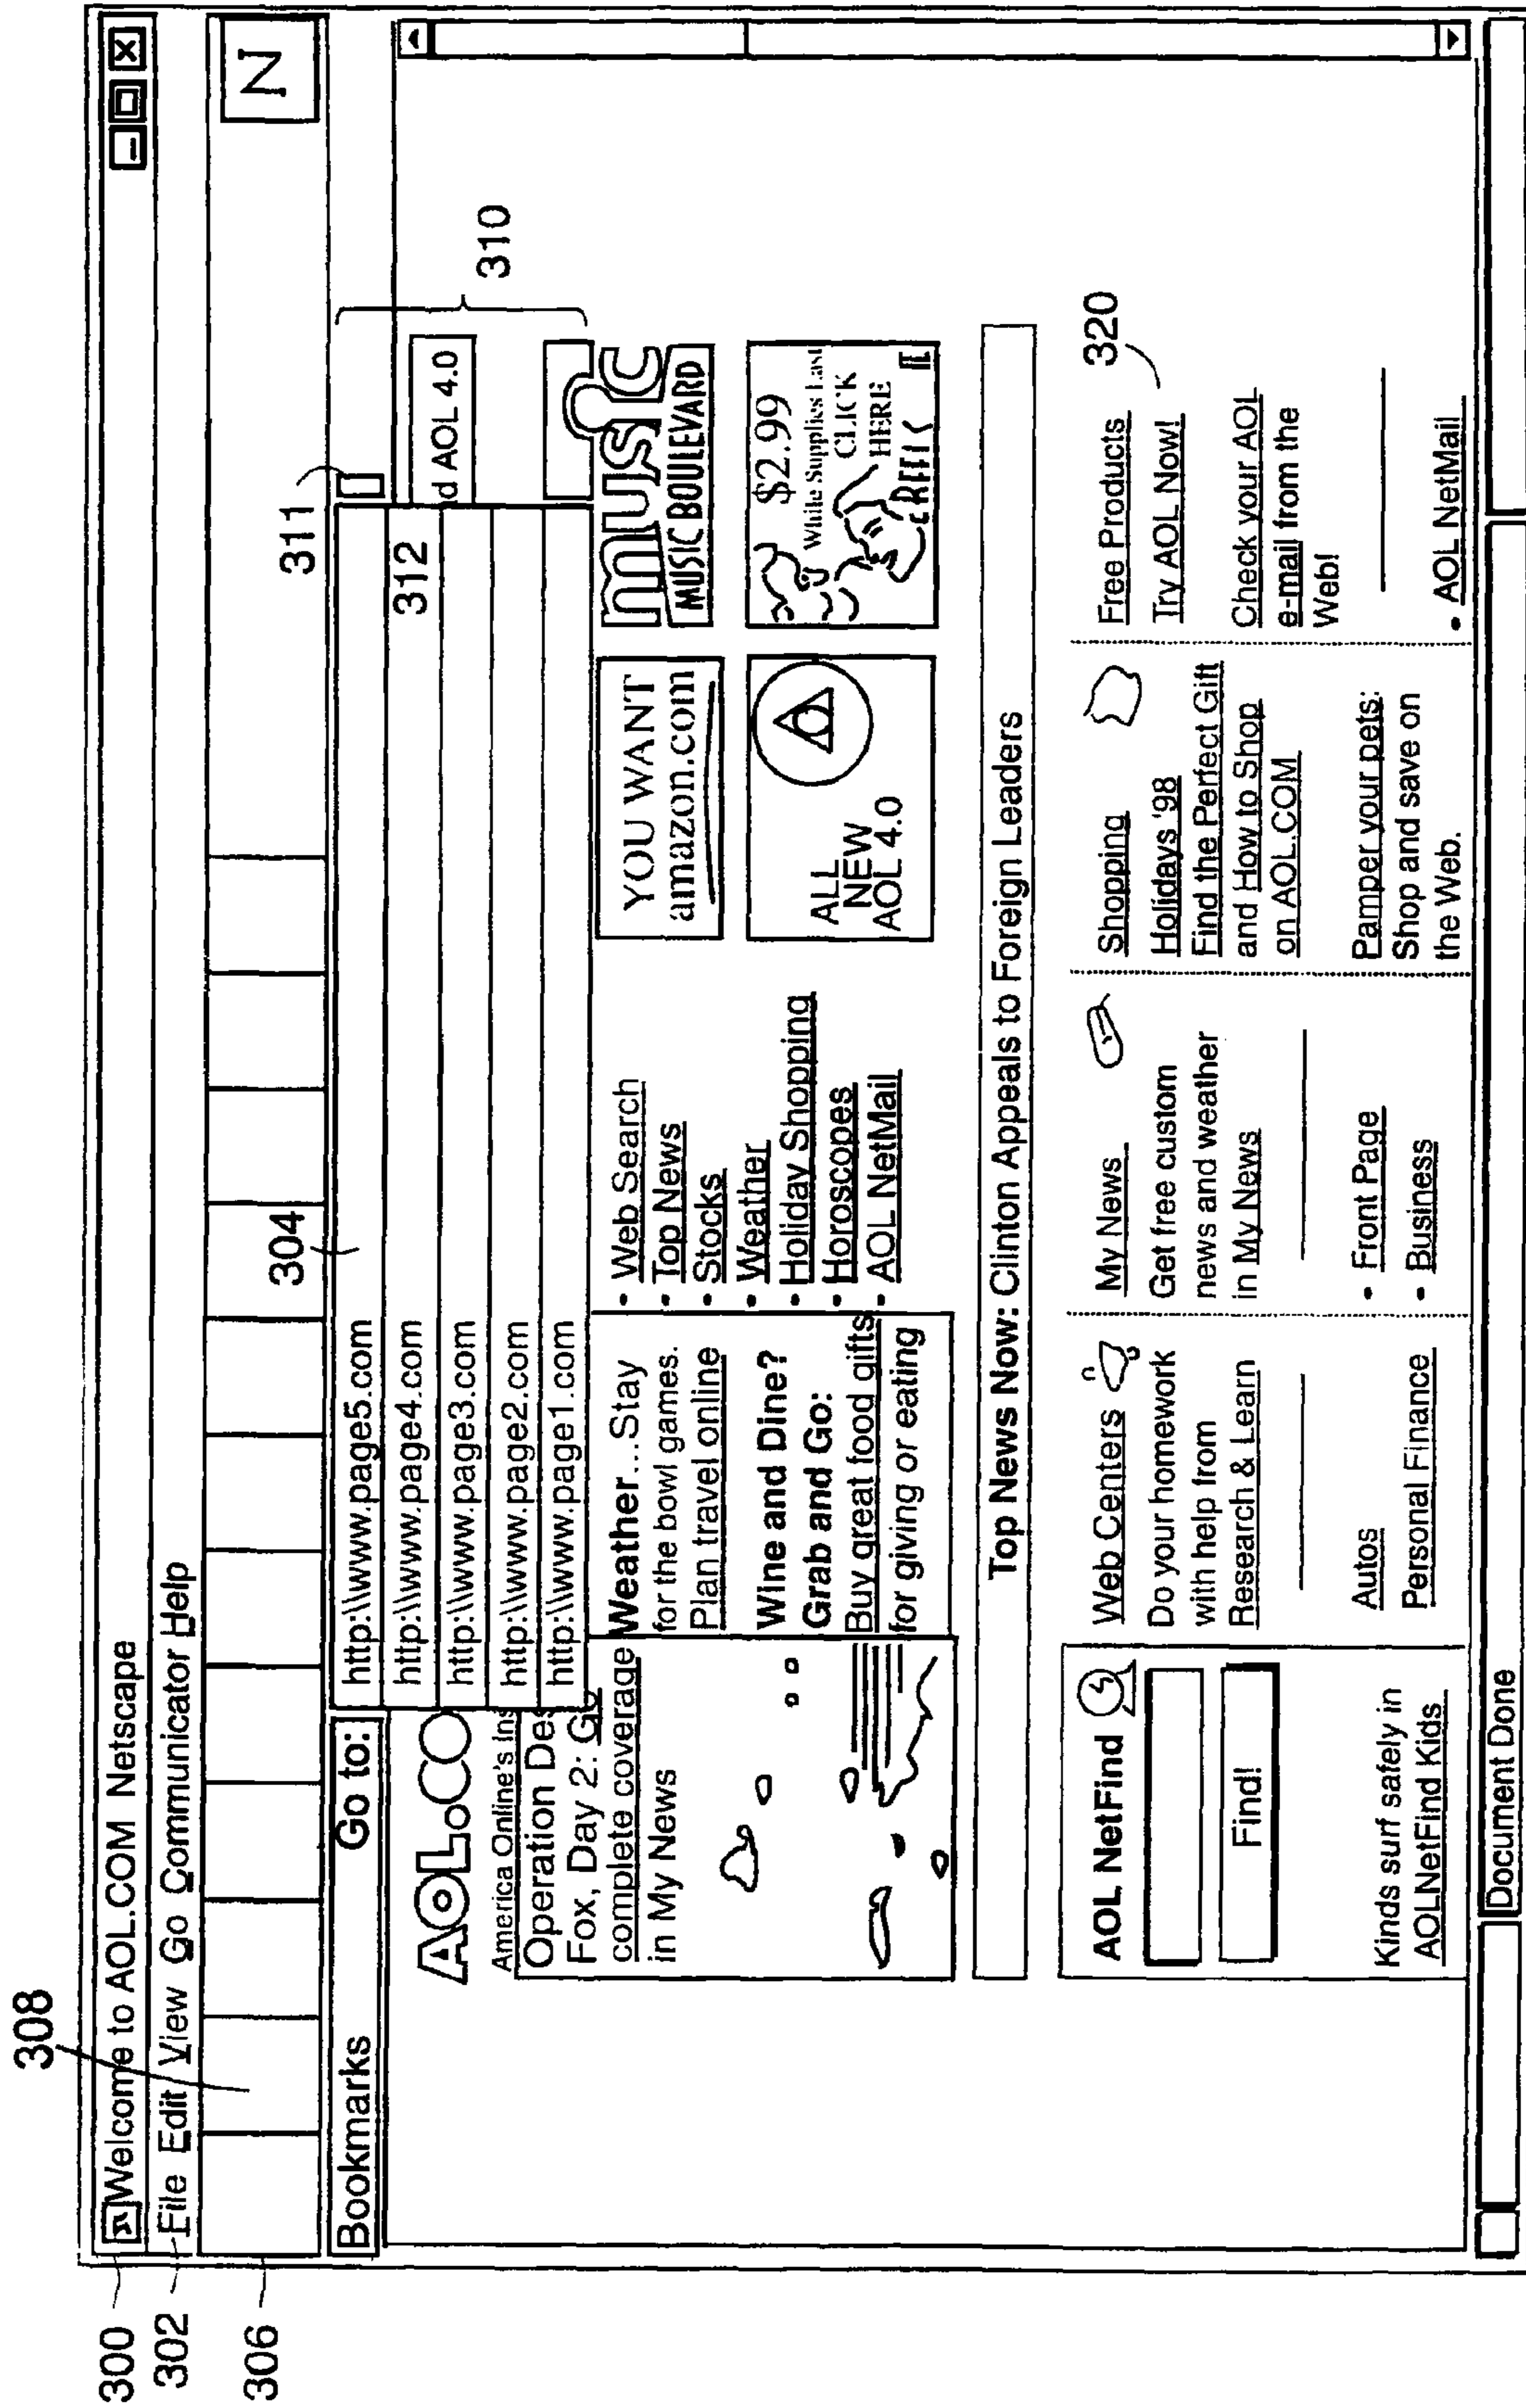 308
300
Welcome to AOL.COM Netscape
302
File Edit View Go Communicator Help
306
N
304
311
Bookmarks
Go to:
http:\\www.page5.com
http:\\www.page4.com
312
http:\\www.page3.com
http:\\www.page2.com
http:\\www.page1.com
310
AOL.CO
d AOL 4.0
America Online's Ins
Operation Des
Fox, Day 2: Go
complete coverage
in My News
Weather...Stay
for the bowl games.
Plan travel online
Wine and Dine?
Grab and Go:
Buy great food gifts
for giving or eating
• Web Search
• Top News
• Stocks
• Weather
• Holiday Shopping
• Horoscopes
• AOL NetMail
YOU WANT
amazon.com
music
MUSIC BOULEVARD
ALL
NEW
AOL 4.0
$2.99
While Supplies Last
CLICK
HERE
Top News Now: Clinton Appeals to Foreign Leaders
AOL NetFind
Find!
Kinds surf safely in
AOLNetFind Kids
Web Centers
Do your homework
with help from
Research & Learn
Autos
Personal Finance
My News
Get free custom
news and weather
in My News
• Front Page
• Business
Shopping
Holidays '98
Find the Perfect Gift
and How to Shop
on AOL.COM
Pamper your pets:
Shop and save on
the Web.
320
Free Products
Try AOL Now!
Check your AOL
e-mail from the
Web!
• AOL NetMail
Document Done